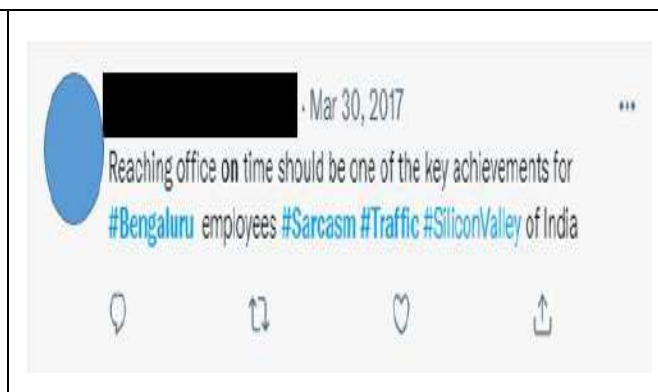 · Mar 30, 2017 ...
Reaching office on time should be one of the key achievements for
#Bengaluru employees #Sarcasm #Traffic #SiliconValley of India